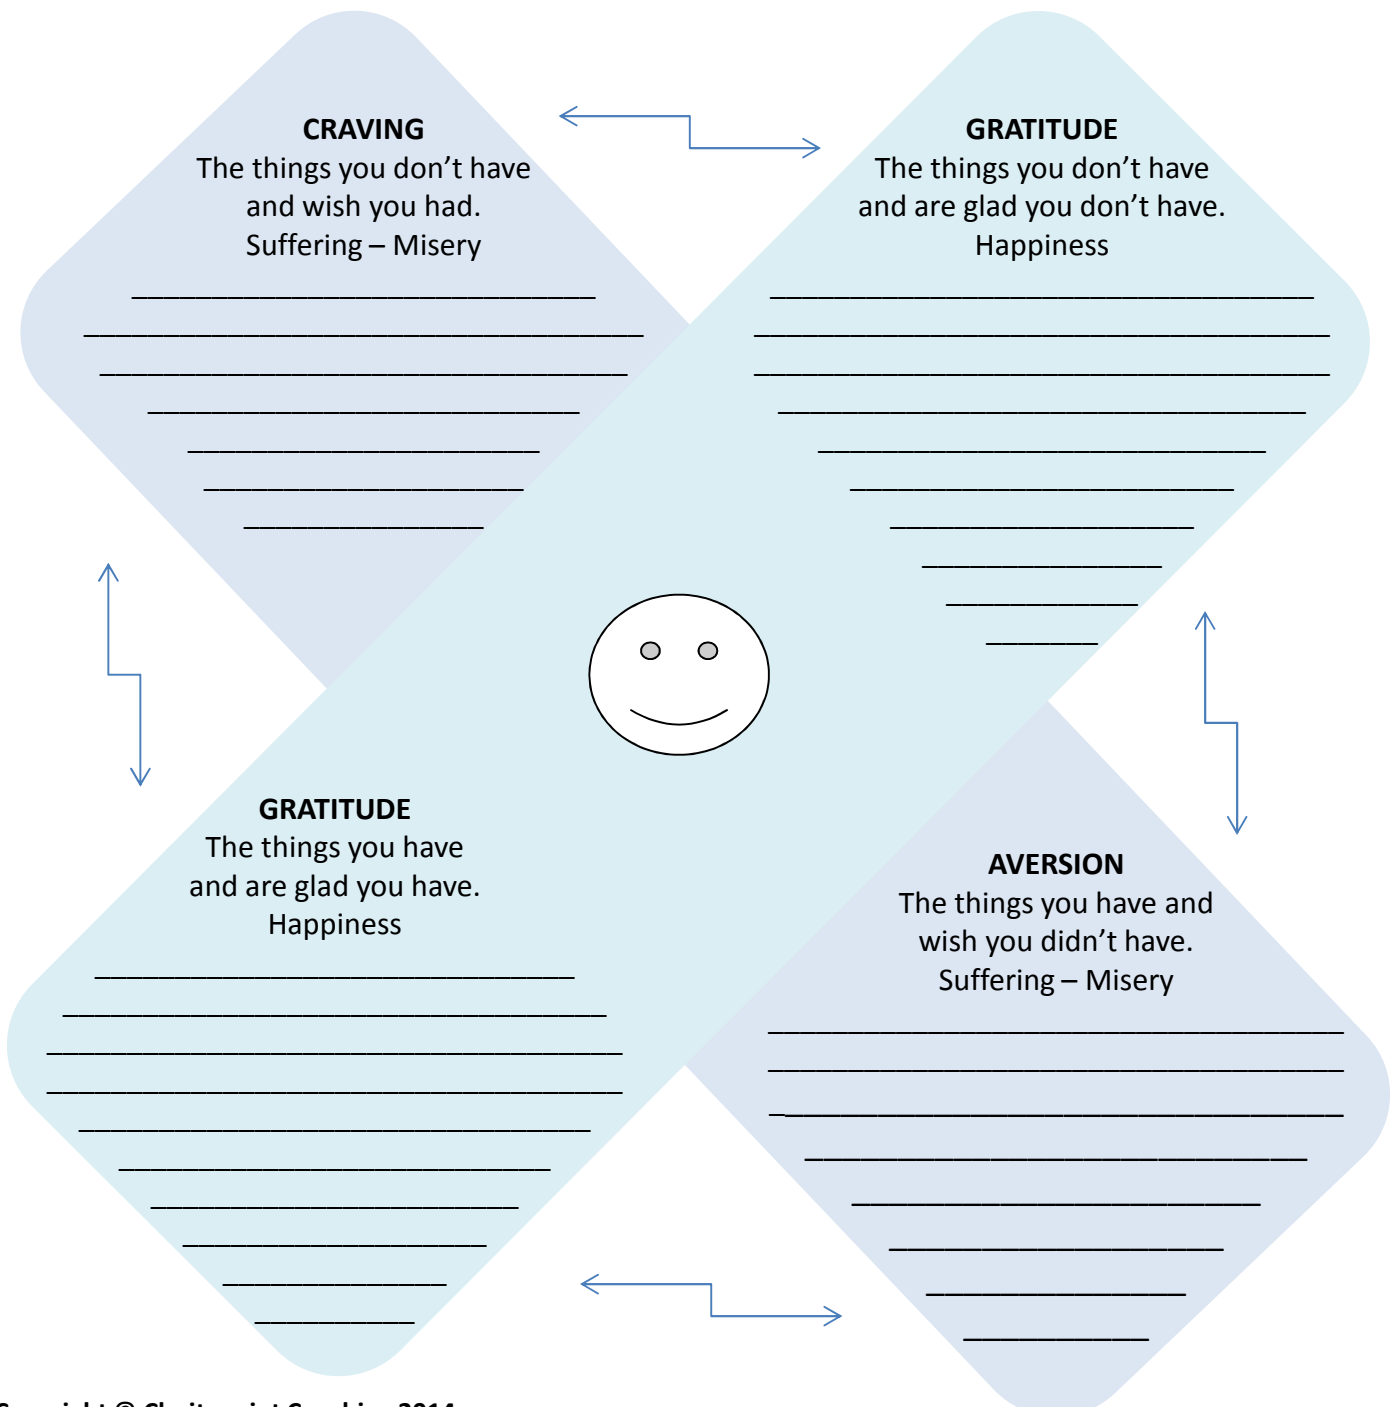 CRAVING
The things you don't have
and wish you had.
Suffering – Misery
GRATITUDE
The things you don't have
and are glad you don't have.
Happiness
GRATITUDE
The things you have
and are glad you have.
Happiness
AVERSION
The things you have and
wish you didn't have.
Suffering – Misery
2014